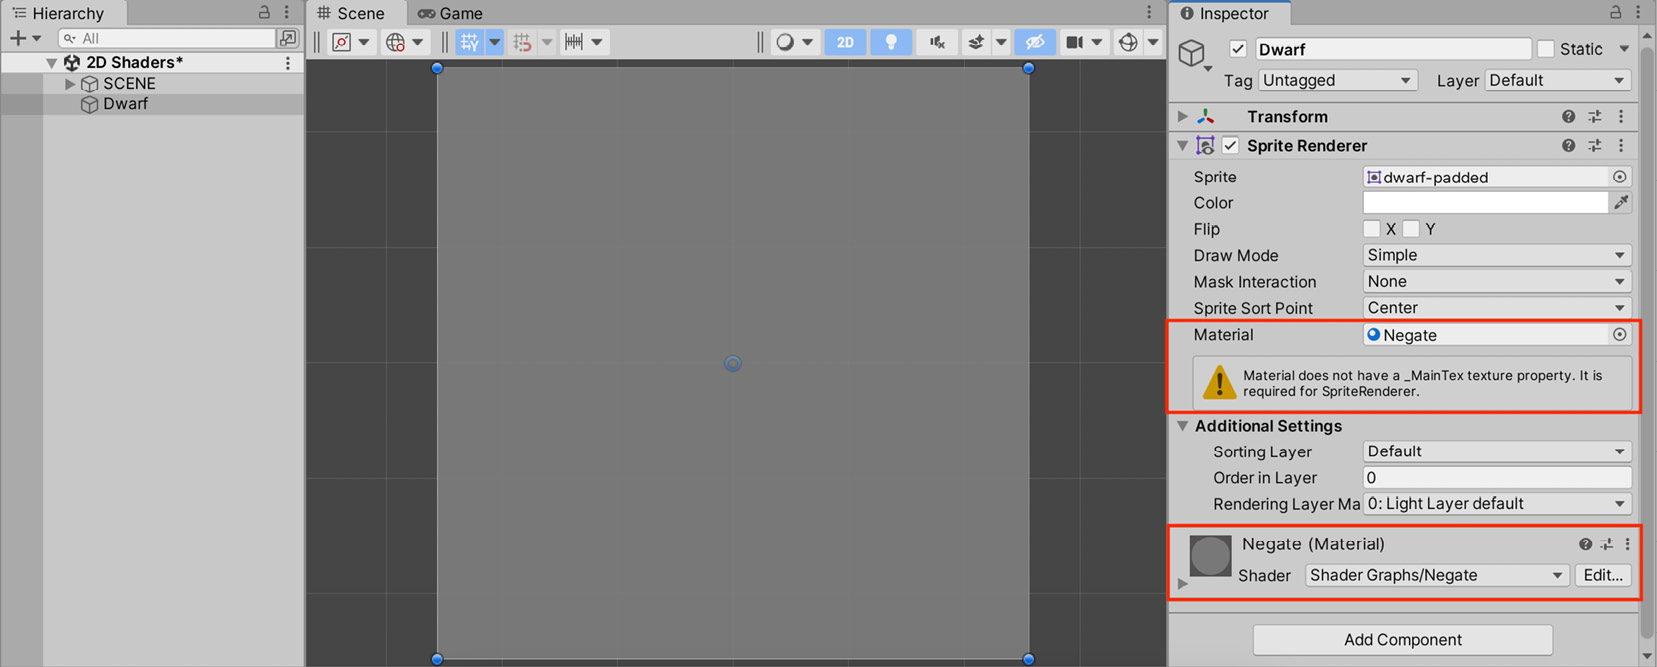 Hierarchy
All
2D Shaders*
SCENE
Dwarf
Scene
Game
2D
Inspector
Dwarf
Static
Tag Untagged
Layer Default
Transform
Sprite Renderer
Sprite dwarf-padded
Color
Flip X Y
Draw Mode Simple
Mask Interaction None
Sprite Sort Point Center
Material Negate
Material does not have a _MainTex texture property. It is
required for SpriteRenderer.
Additional Settings
Sorting Layer Default
Order in Layer 0
Rendering Layer Ma 0: Light Layer default
Negate (Material)
Shader Shader Graphs/Negate Edit...
Add Component